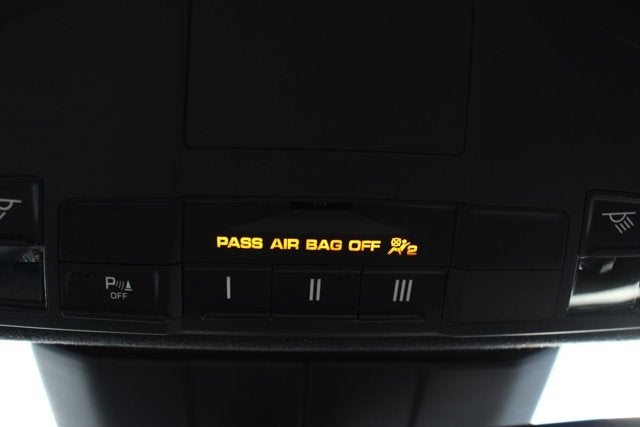 PASS AIR BAG OFF 2
P
OFF
I
II
III